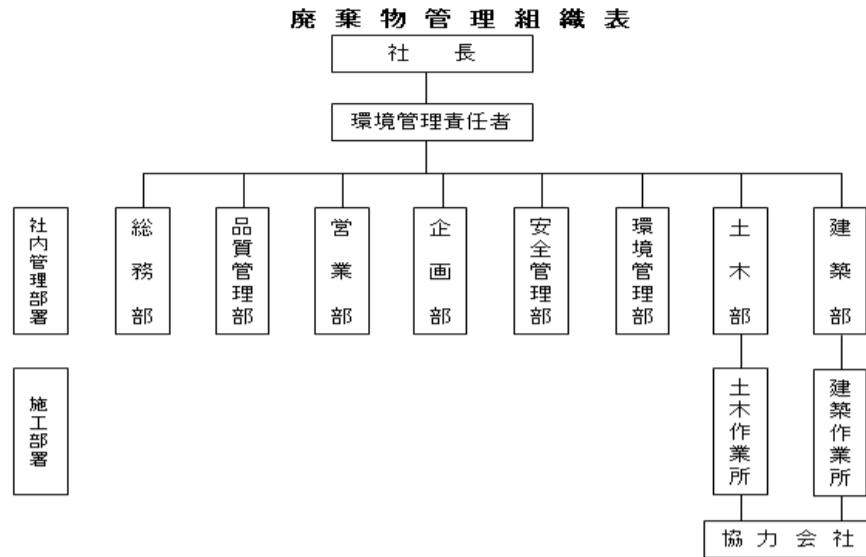 廃棄物管理組織表
社長
環境管理責任者
社内管理部署
総務部
品質管理部
営業部
企画部
安全管理部
環境管理部
土木部
建築部
施工部署
土木作業所
建築作業所
協力会社